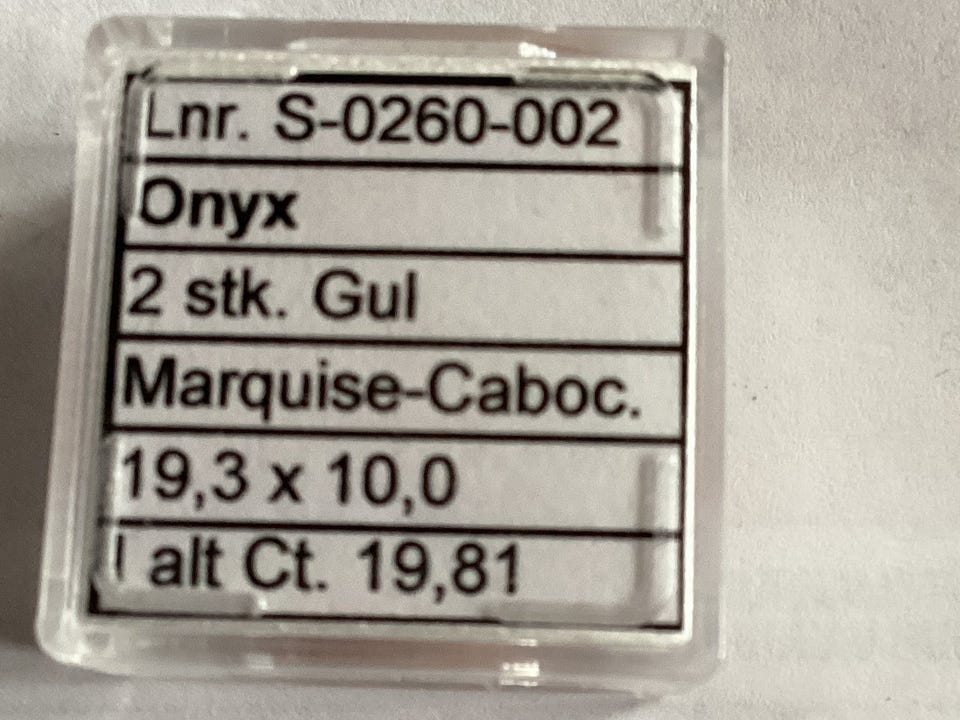 Lnr. S-0260-002
Onyx
2 stk. Gul
Marquise-Caboc.
19,3 x 10,0
I alt Ct. 19,81